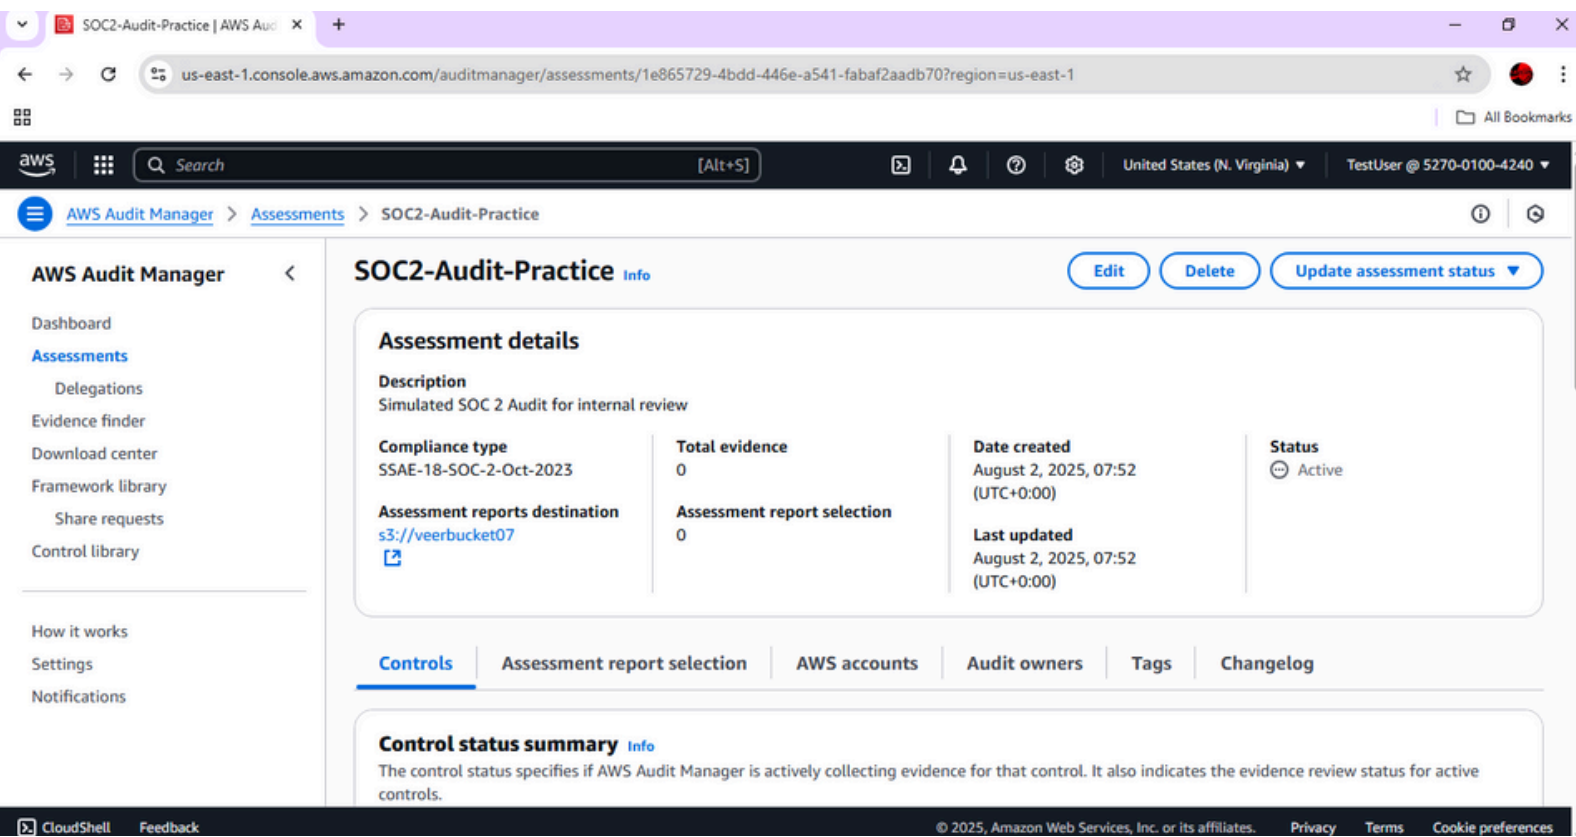 SOC2-Audit-Practice | AWS Aud
us-east-1.console.aws.amazon.com/auditmanager/assessments/1e865729-4bdd-446e-a541-fabaf2aadb70?region=us-east-1
All Bookmarks
aws
Search [Alt+S]
United States (N. Virginia) ▼
TestUser @ 5270-0100-4240 ▼
AWS Audit Manager > Assessments > SOC2-Audit-Practice
AWS Audit Manager
Dashboard
Assessments
Delegations
Evidence finder
Download center
Framework library
Share requests
Control library
How it works
Settings
Notifications
SOC2-Audit-Practice Info
Edit
Delete
Update assessment status ▼
Assessment details
Description
Simulated SOC 2 Audit for internal review
Compliance type
SSAE-18-SOC-2-Oct-2023
Assessment reports destination
s3://veerbucket07
Total evidence
0
Assessment report selection
0
Date created
August 2, 2025, 07:52
(UTC+0:00)
Last updated
August 2, 2025, 07:52
(UTC+0:00)
Status
Active
Controls
Assessment report selection
AWS accounts
Audit owners
Tags
Changelog
Control status summary Info
The control status specifies if AWS Audit Manager is actively collecting evidence for that control. It also indicates the evidence review status for active
controls.
CloudShell
Feedback
© 2025, Amazon Web Services, Inc. or its affiliates.
Privacy
Terms
Cookie preferences